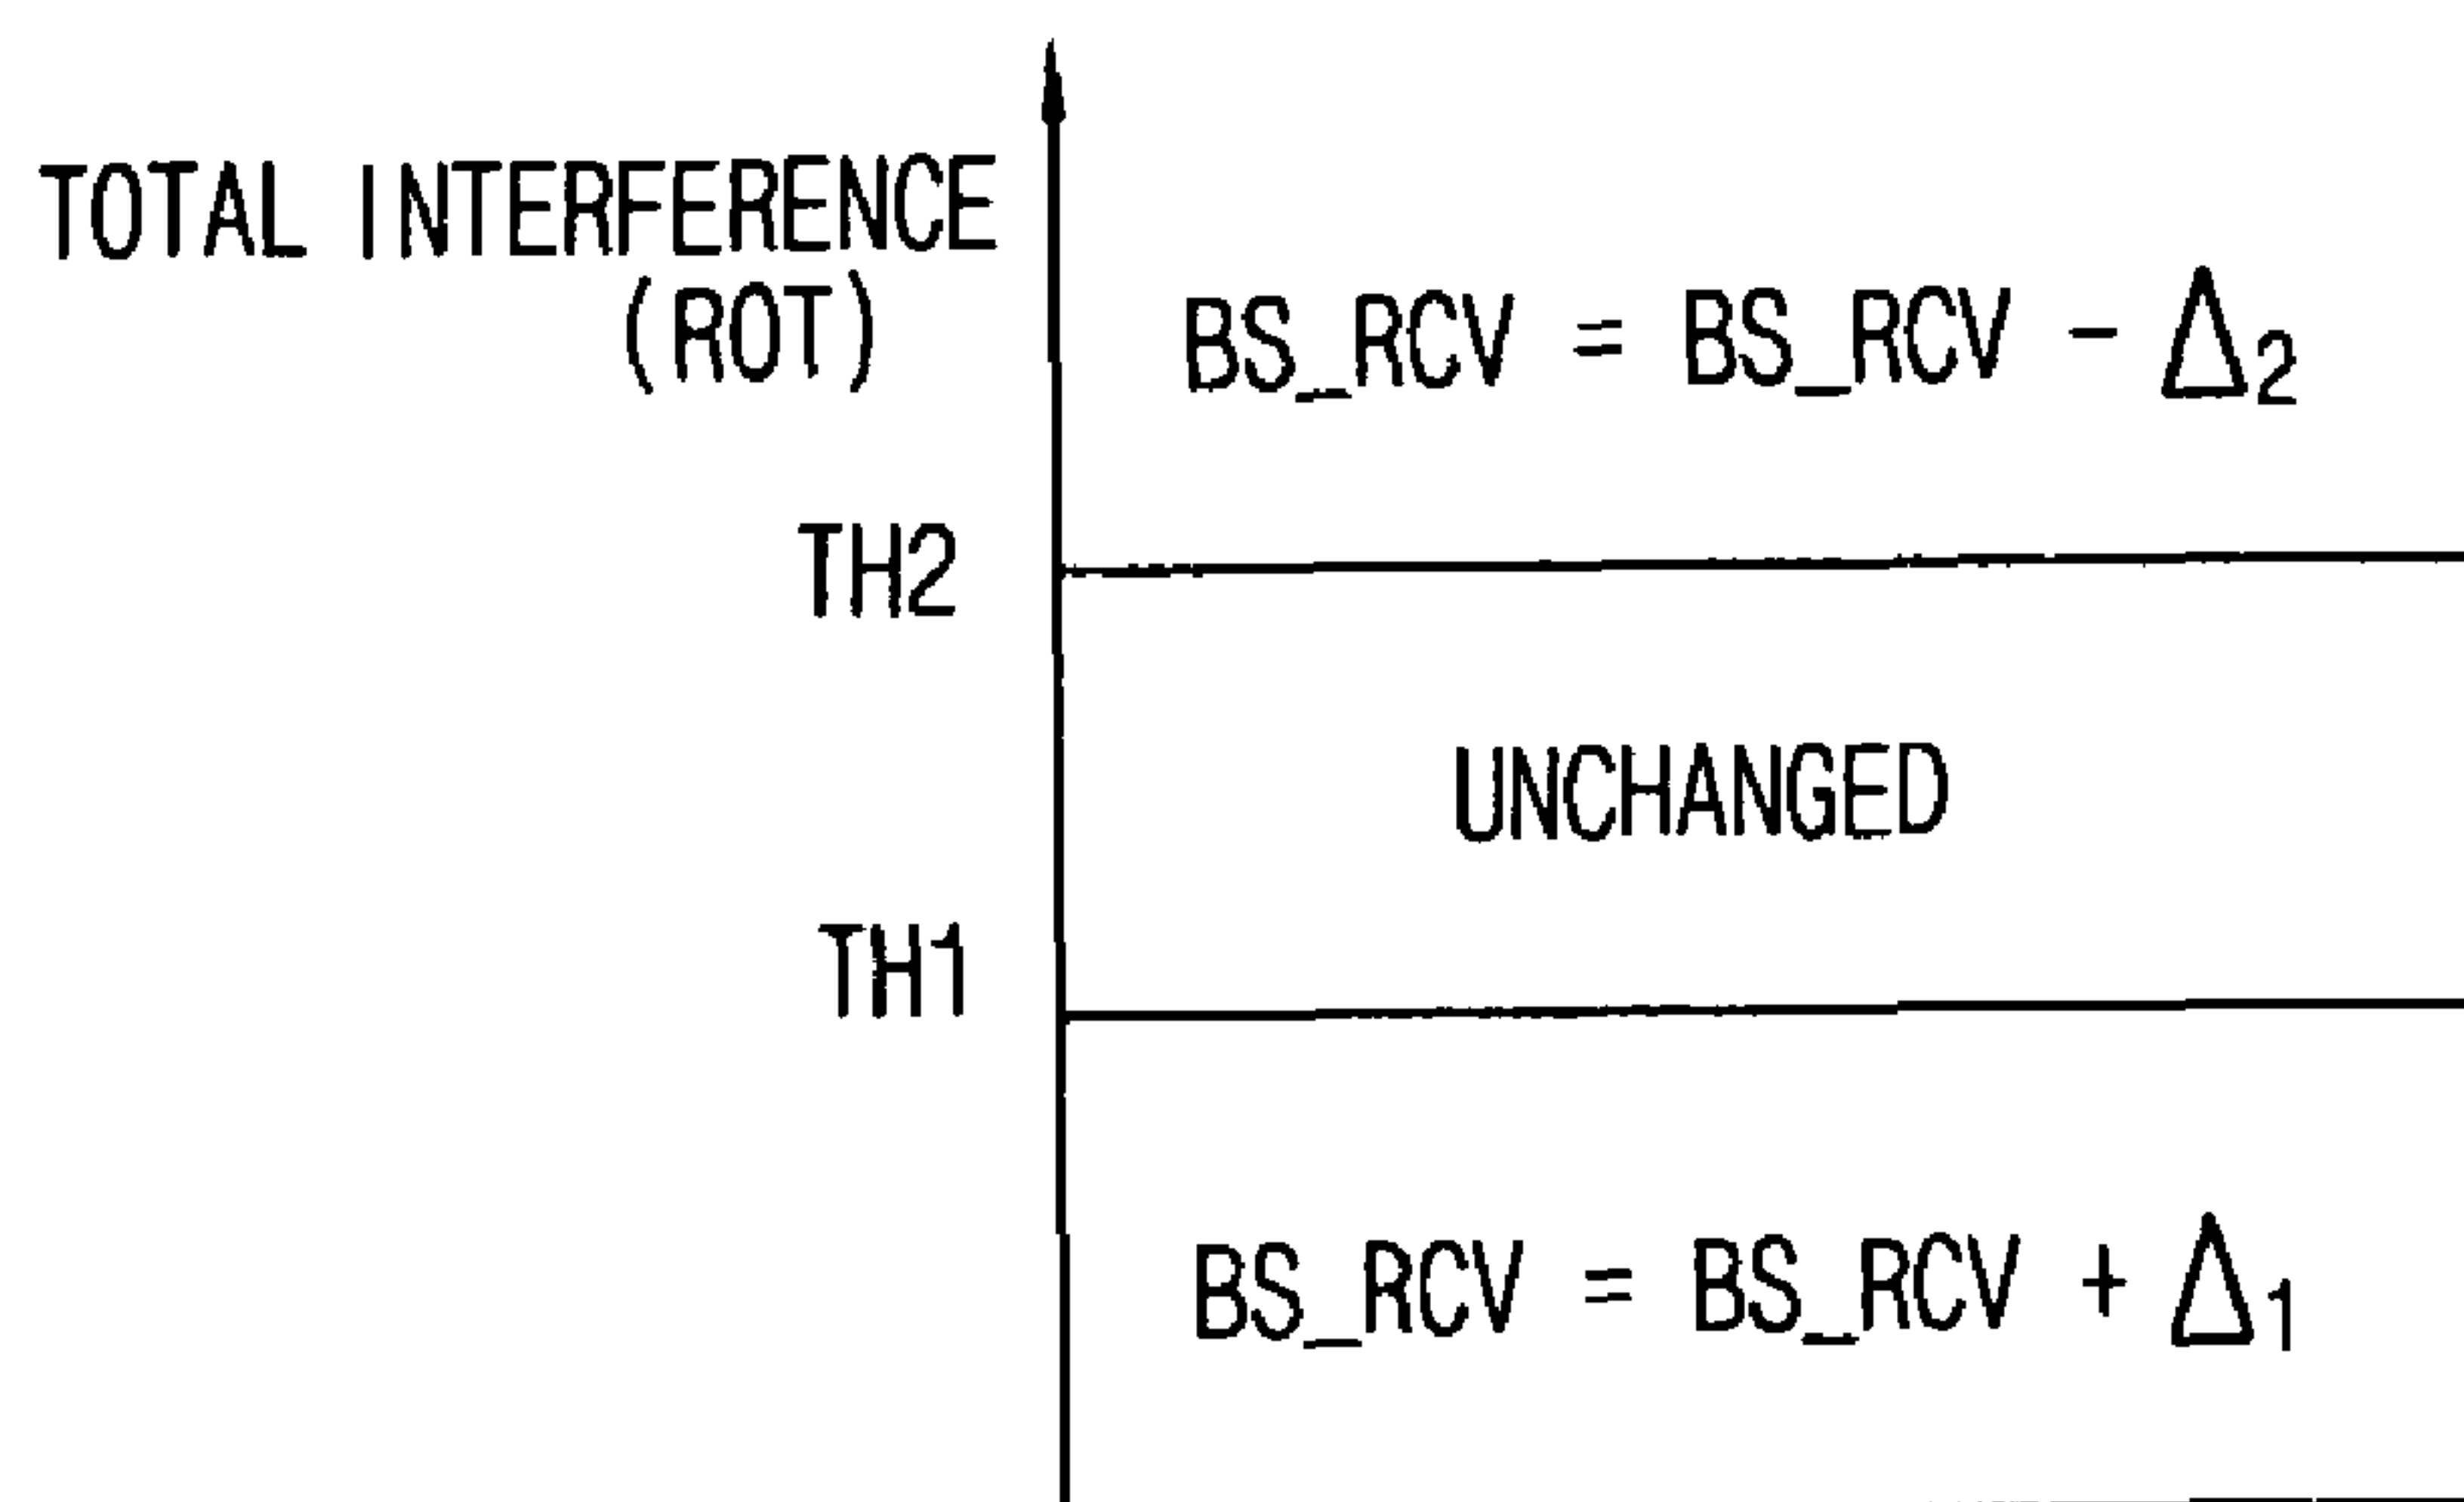 TOTAL INTERFERENCE
(ROT)
BS_RCV = BS_RCV - Δ2
TH2
UNCHANGED
TH1
BS_RCV = BS_RCV + Δ1